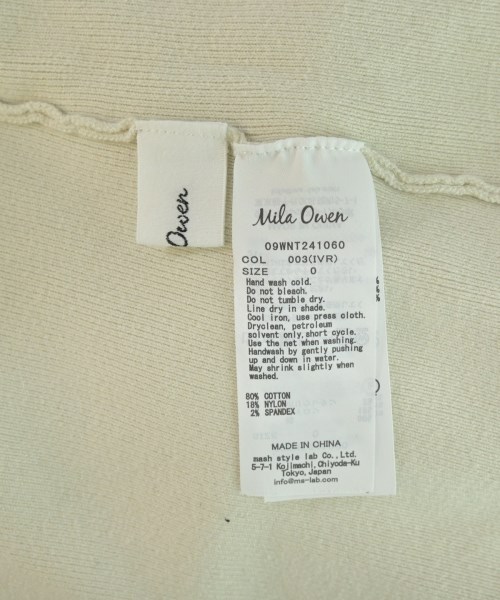 Owen
Mila Owen
09WNT241060
COL 003(IVR)
SIZE 0
Hand wash cold.
Do not bleach.
Do not tumble dry.
Line dry in shade.
Cool iron, use press cloth.
Dryclean, petroleum
solvent only,short cycle.
Use the net when washing.
Handwash by gently pushing
up and down in water.
May shrink slightly when
washed.
80% COTTON
18% NYLON
2% SPANDEX
MADE IN CHINA
mash style lab Co.,Ltd.
5-7-1 Kojimachi,Chiyoda-Ku
Tokyo,Japan
info@ms-lab.com